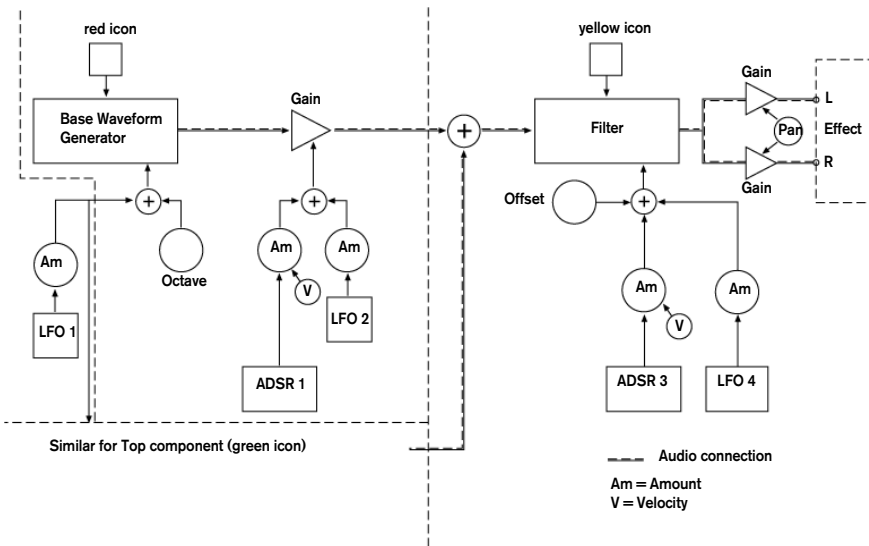 red icon
yellow icon
Base Waveform
Generator
Gain
+
Filter
Gain
L
Pan
Effect
R
Gain
+
+
Offset
+
Am
Octave
Am
Am
V
Am
Am
V
LFO 1
LFO 2
ADSR 1
ADSR 3
LFO 4
Similar for Top component (green icon)
Audio connection
Am = Amount
V = Velocity